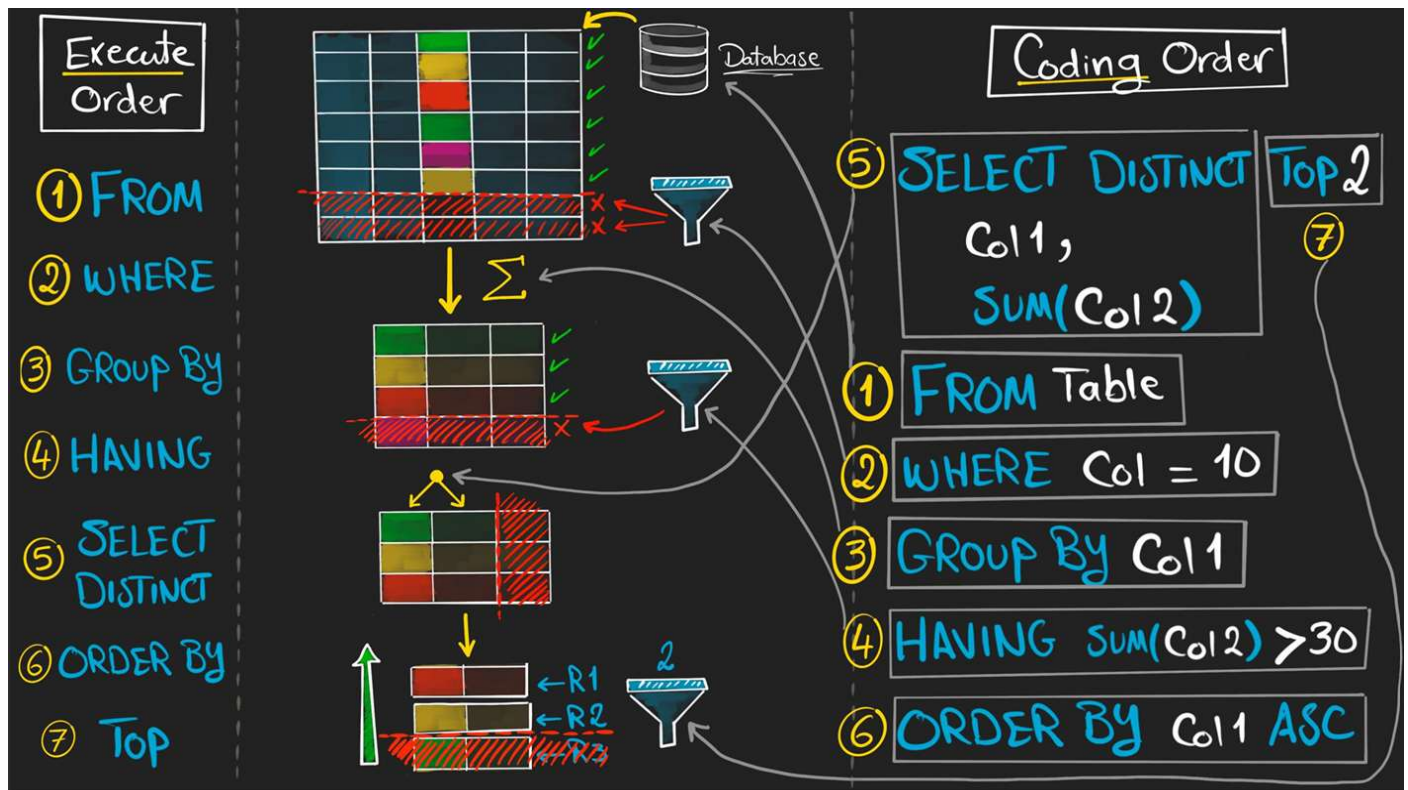 Execute
Order
① FROM
② WHERE
③ GROUP BY
④ HAVING
⑤ SELECT
DISTINCT
⑥ ORDER BY
⑦ TOP
Database
Σ
← R1
← R2
← R3
2
Coding Order
⑤ SELECT DISTINCT TOP 2
Col1,
⑦
SUM(Col2)
① FROM Table
② WHERE Col = 10
③ GROUP BY Col1
④ HAVING SUM(Col2) >30
⑥ ORDER BY Col1 ASC